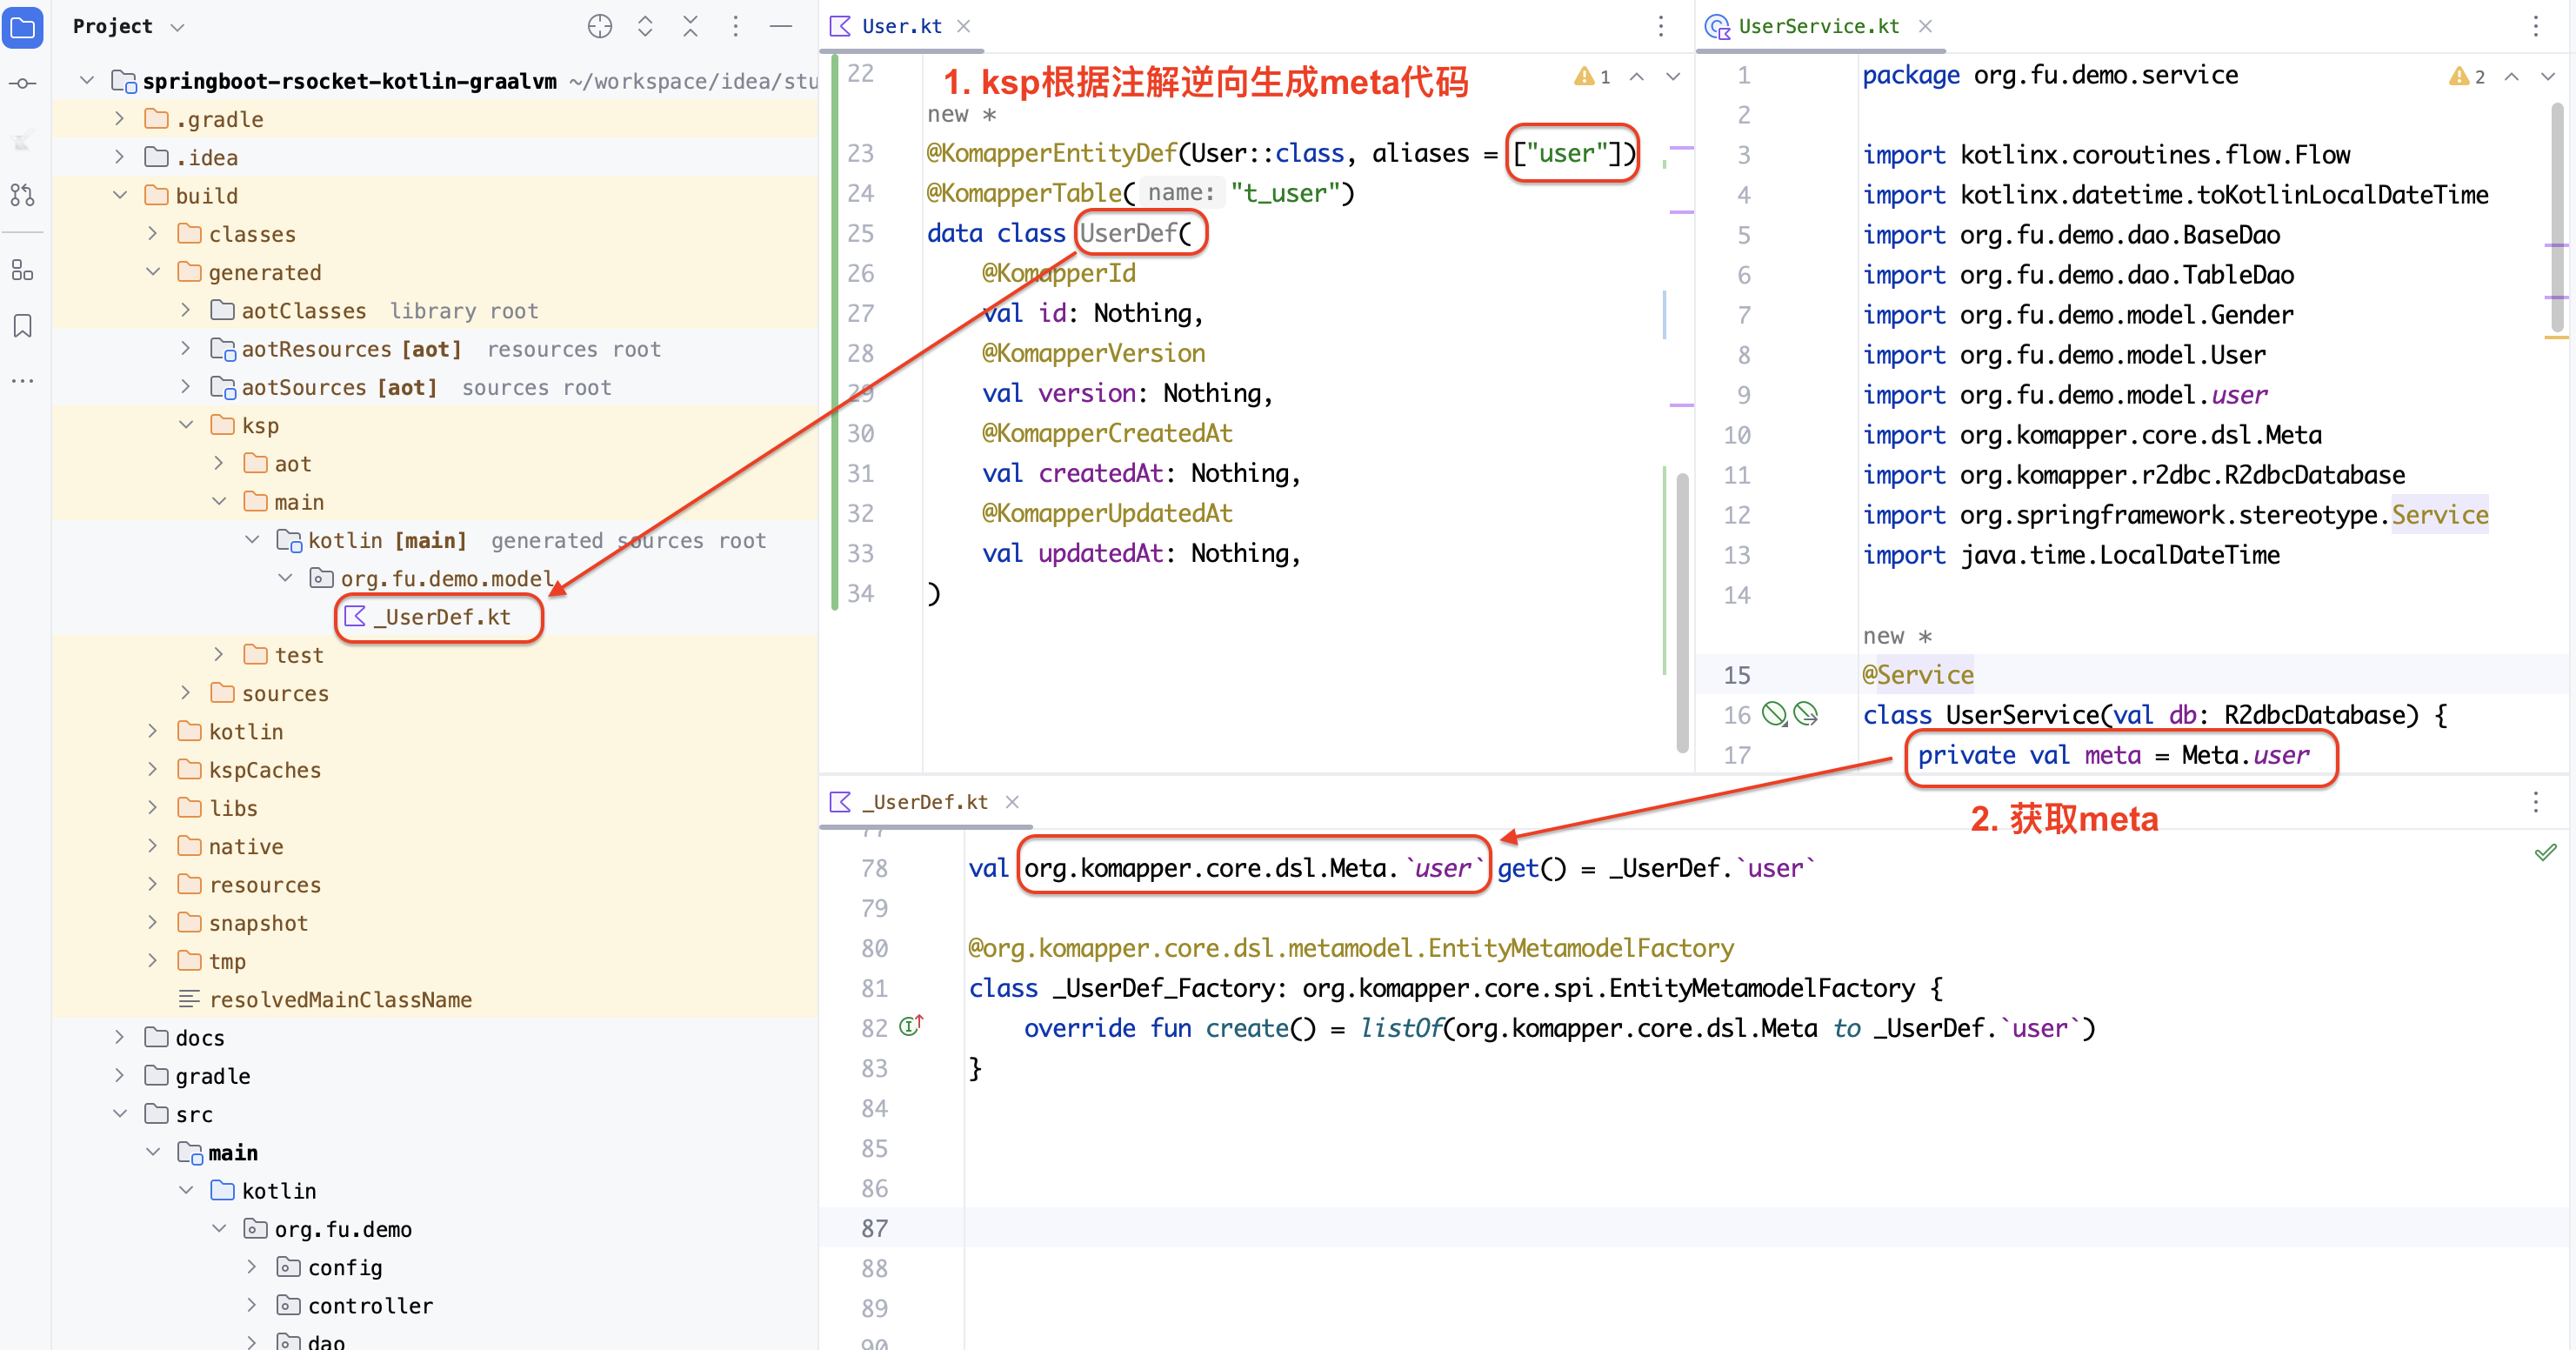 Project
springboot-rsocket-kotlin-graalvm ~/workspace/idea/stu
.gradle
.idea
build
classes
generated
aotClasses library root
aotResources [aot] resources root
aotSources [aot] sources root
ksp
aot
main
kotlin [main] generated sources root
org.fu.demo.model
_UserDef.kt
test
sources
kotlin
kspCaches
libs
native
resources
snapshot
tmp
resolvedMainClassName
docs
gradle
src
main
kotlin
org.fu.demo
config
controller
dao
User.kt
1. ksp根据注解逆向生成meta代码
1
22
new *
23 @KomapperEntityDef(User::class, aliases = ["user"])
24 @KomapperTable( name: "t_user")
25 data class UserDef(
26 @KomapperId
27 val id: Nothing,
28 @KomapperVersion
29 val version: Nothing,
30 @KomapperCreatedAt
31 val createdAt: Nothing,
32 @KomapperUpdatedAt
33 val updatedAt: Nothing,
34 )
UserService.kt
2
1 package org.fu.demo.service
2
3 import kotlinx.coroutines.flow.Flow
4 import kotlinx.datetime.toKotlinLocalDateTime
5 import org.fu.demo.dao.BaseDao
6 import org.fu.demo.dao.TableDao
7 import org.fu.demo.model.Gender
8 import org.fu.demo.model.User
9 import org.fu.demo.model.user
10 import org.komapper.core.dsl.Meta
11 import org.komapper.r2dbc.R2dbcDatabase
12 import org.springframework.stereotype.Service
13 import java.time.LocalDateTime
14
new *
15 @Service
16 class UserService(val db: R2dbcDatabase) {
17 private val meta = Meta.user
2. 获取meta
_UserDef.kt
77
78 val org.komapper.core.dsl.Meta.`user` get() = _UserDef.`user`
79
80 @org.komapper.core.dsl.metamodel.EntityMetamodelFactory
81 class _UserDef_Factory: org.komapper.core.spi.EntityMetamodelFactory {
82 override fun create() = listOf(org.komapper.core.dsl.Meta to _UserDef.`user`)
83 }
84
85
86
87
88
89
90